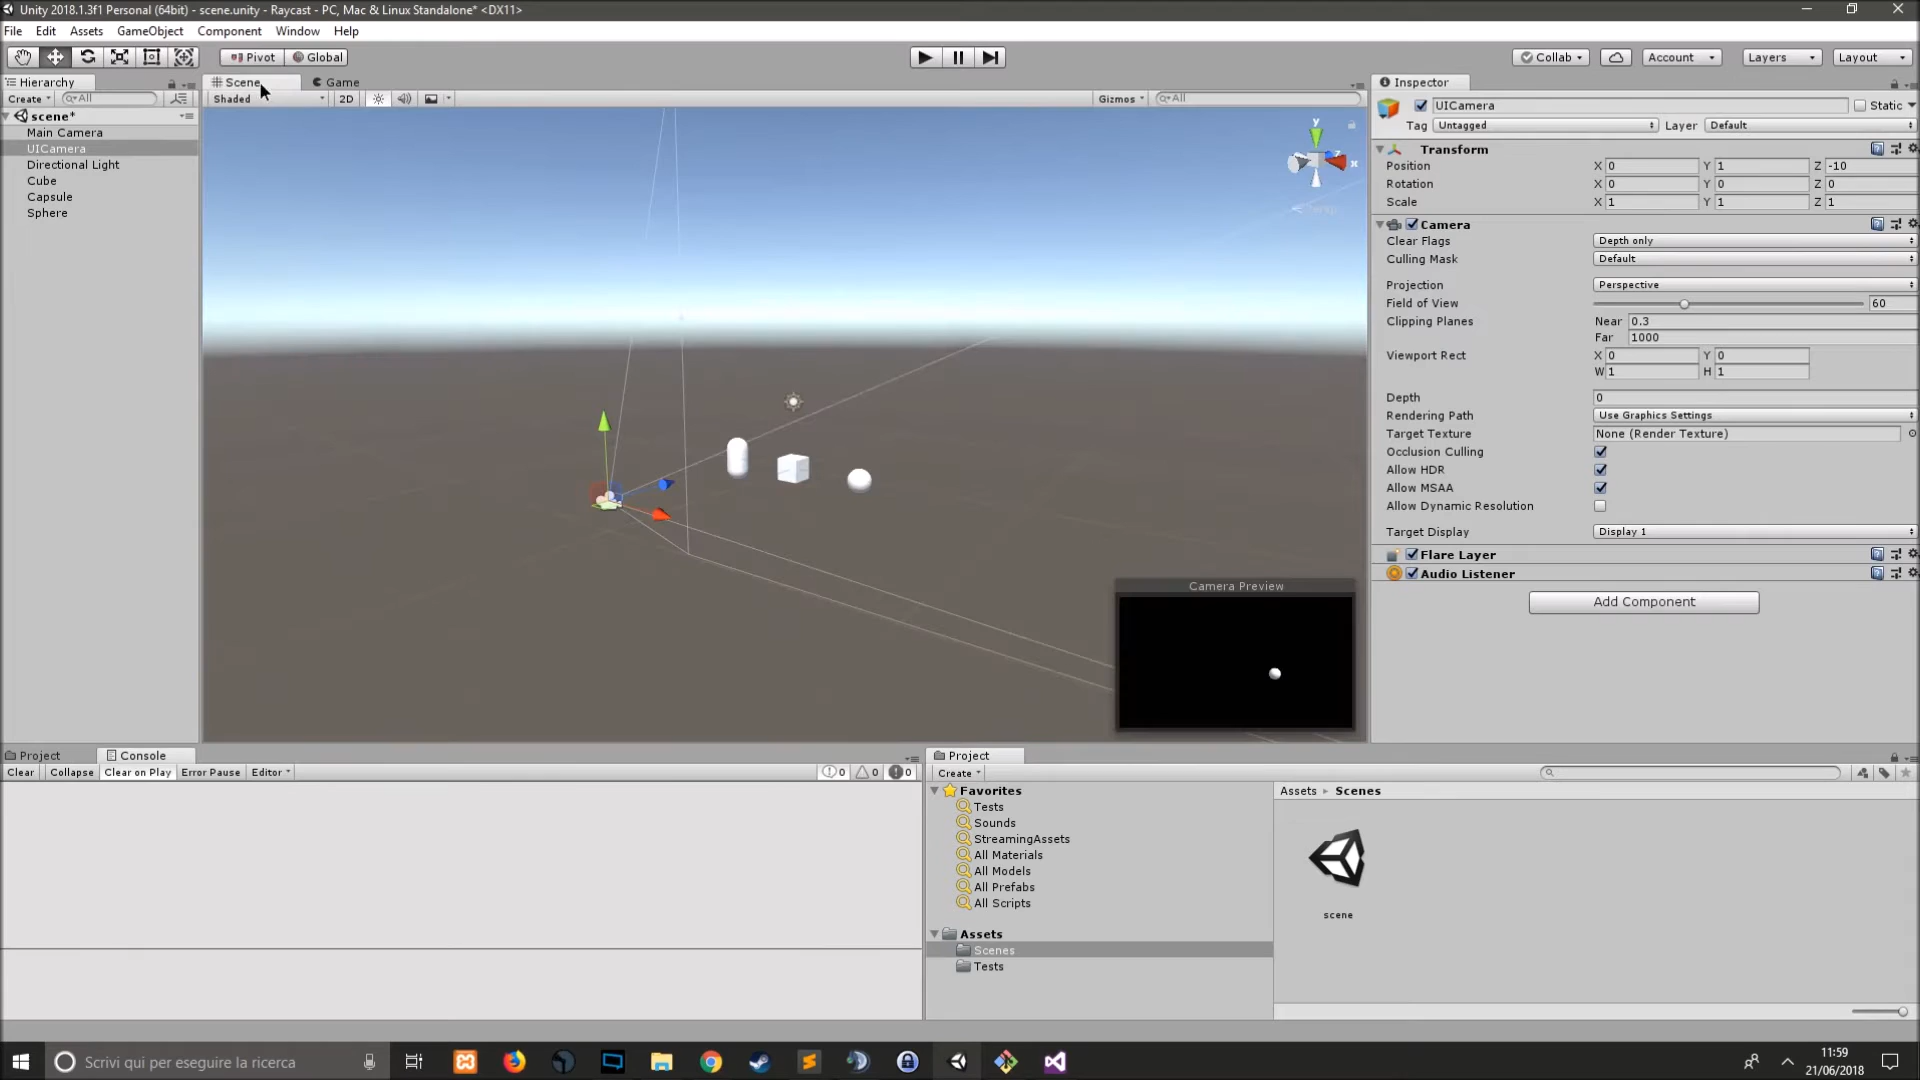 Unity 2018.1.3f1 Personal (64bit) - scene.unity - Raycast - PC, Mac & Linux Standalone* <DX11>
File Edit Assets GameObject Component Window Help
Pivot Global Collab Account Layers Layout
Hierarchy Scene Game Inspector
Create All Shaded 2D Gizmos All
scene*
Main Camera
UICamera
Directional Light
Cube
Capsule
Sphere
y
x
Persp
Camera Preview
UICamera Static
Tag Untagged Layer Default
Transform
Position X 0 Y 1 Z -10
Rotation X 0 Y 0 Z 0
Scale X 1 Y 1 Z 1
Camera
Clear Flags Depth only
Culling Mask Default
Projection Perspective
Field of View 60
Clipping Planes Near 0.3
Far 1000
Viewport Rect X 0 Y 0
W 1 H 1
Depth 0
Rendering Path Use Graphics Settings
Target Texture None (Render Texture)
Occlusion Culling
Allow HDR
Allow MSAA
Allow Dynamic Resolution
Target Display Display 1
Flare Layer
Audio Listener
Add Component
Project Console
Clear Collapse Clear on Play Error Pause Editor 0 0 0
Project
Create
Favorites
Tests
Sounds
StreamingAssets
All Materials
All Models
All Prefabs
All Scripts
Assets
Scenes
Tests
Assets Scenes
scene
Scrivi qui per eseguire la ricerca
11:59
21/06/2018